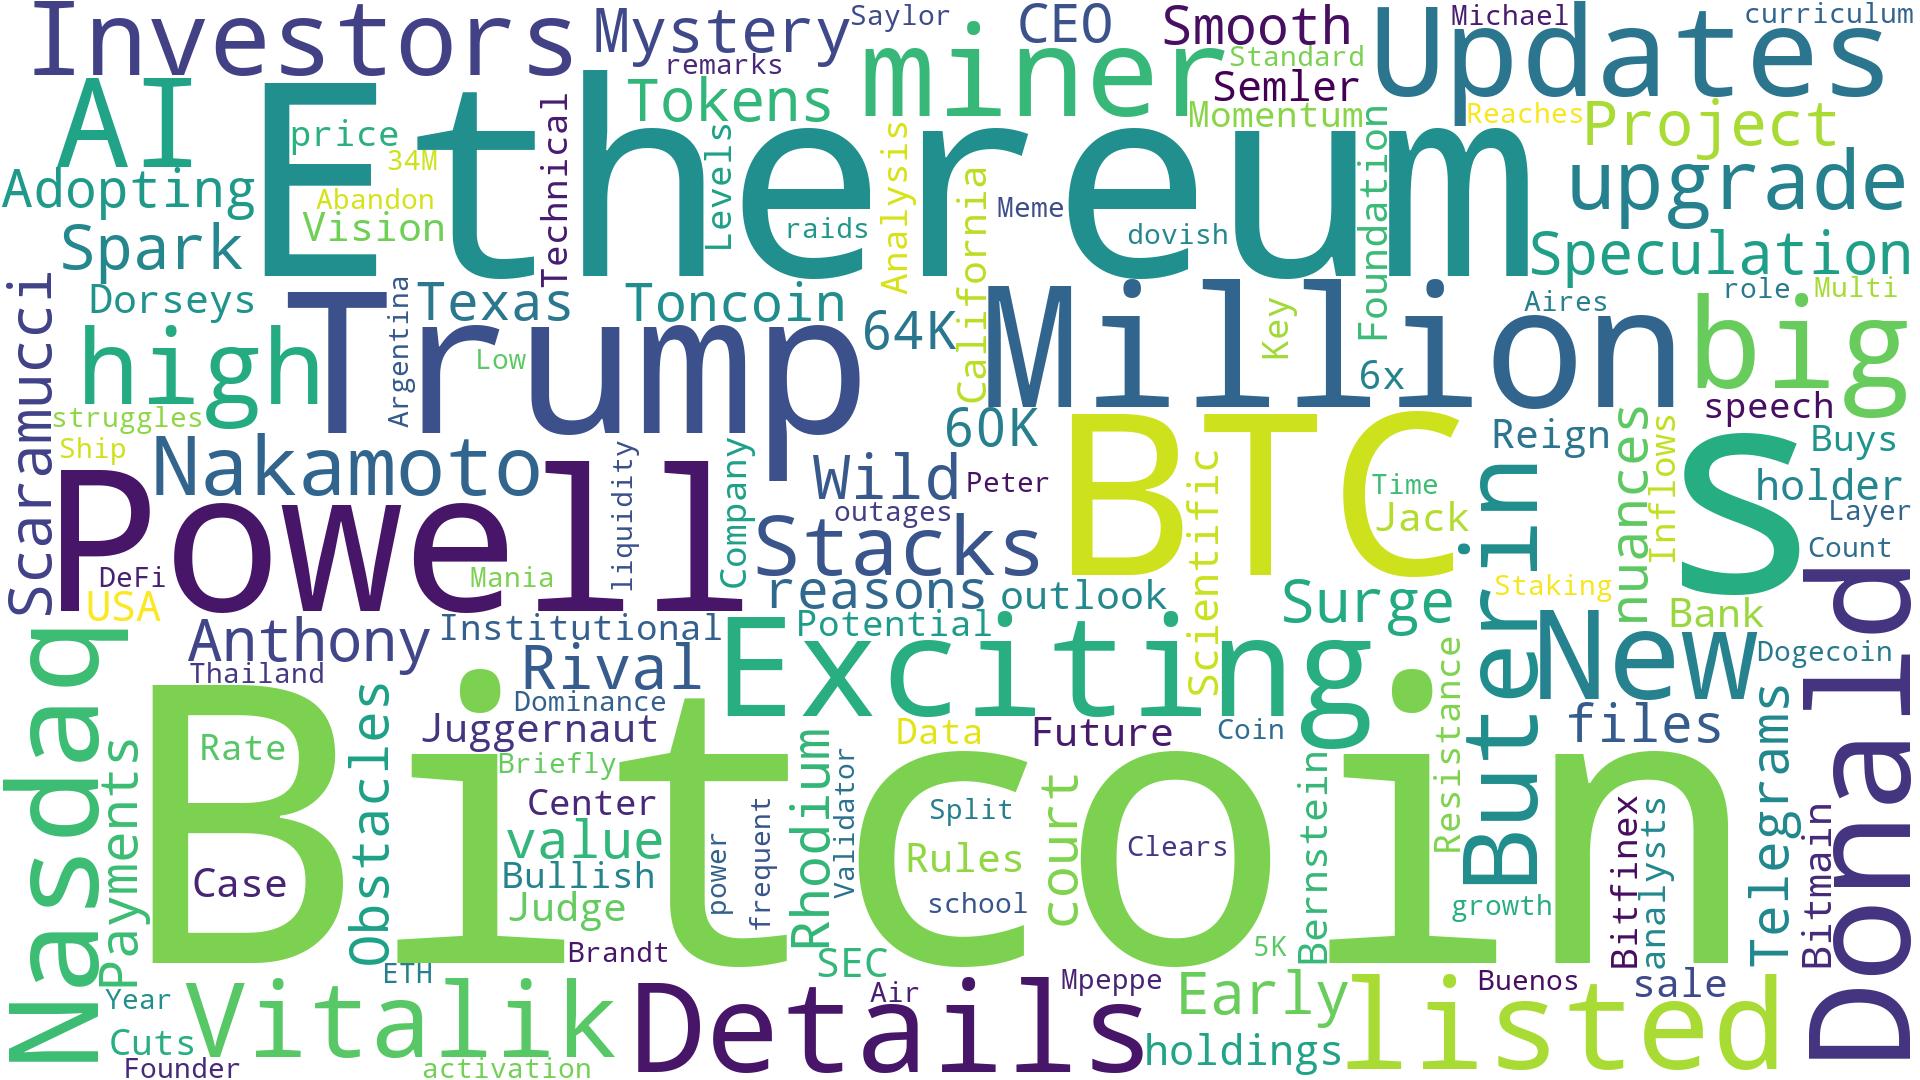 Investors
Mystery
Saylor
CEO
Smooth
Michael
Updates
curriculum
remarks
miner
Standard
AI
Ethereum
Tokens
Semler
Momentum
Reaches
Project
price
34M
Technical
Levels
Analysis
Foundation
Adopting
Abandon
Vision
raids
California
Meme
dovish
upgrade
Spark
Speculation
Scaramucci
Dorseys
Argentina
Texas
Toncoin
64K
Million
Key
Aires
role
Multi
high
Trump
Low
6x
big
struggles
speech
Ship
Nakamoto
liquidity
Company
Wild
Peter
60K
BTC
Reign
nuances
Inflows
S
Buys
Powell
outages
Stacks
Scientific
Time
Jack
Buterin
holder
Layer
DeFi
USA
Mania
reasons
outlook
Surge
Staking
Count
Bank
Donald
Nasdaq
Anthony
Institutional
Exciting
Potential
New
Dogecoin
Thailand
Rival
Resistance
Bitcoin
Dominance
Juggernaut
Data
Future
Coin
files
Telegrams
Payments
Rate
Obstacles
Briefly
Center
Rhodium
Validator
Split
court
Bernstein
Bitfinex
analysts
Bitmain
value
Case
Bullish
power
frequent
Rules
Clears
Judge
school
growth
Brandt
SEC
5K
ETH
Year
Vitalik
Details
Air
Mpeppe
Early
Buenos
sale
listed
Cuts
holdings
Founder
activation